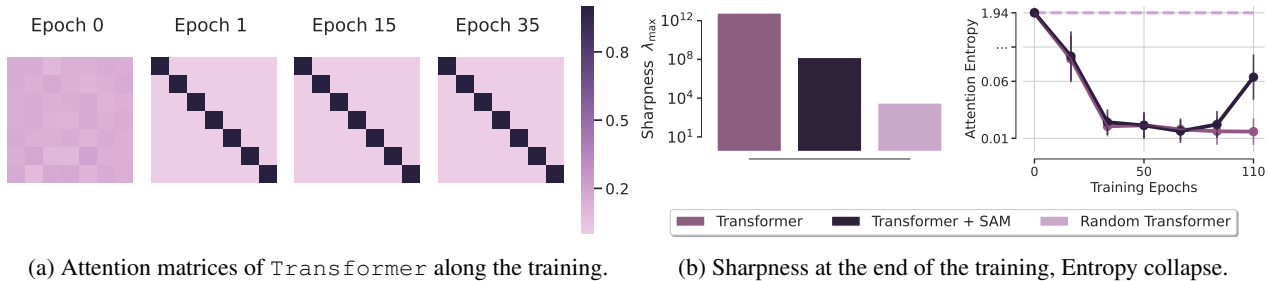 Epoch 0
Epoch 1
Epoch 15
Epoch 35
0.8
0.5
0.2
(a) Attention matrices of Transformer along the training.
Sharpness λmax
10^12
10^8
10^4
10^1
Attention Entropy
1.94
...
0.06
0.01
0
50
110
Training Epochs
Transformer
Transformer + SAM
Random Transformer
(b) Sharpness at the end of the training, Entropy collapse.